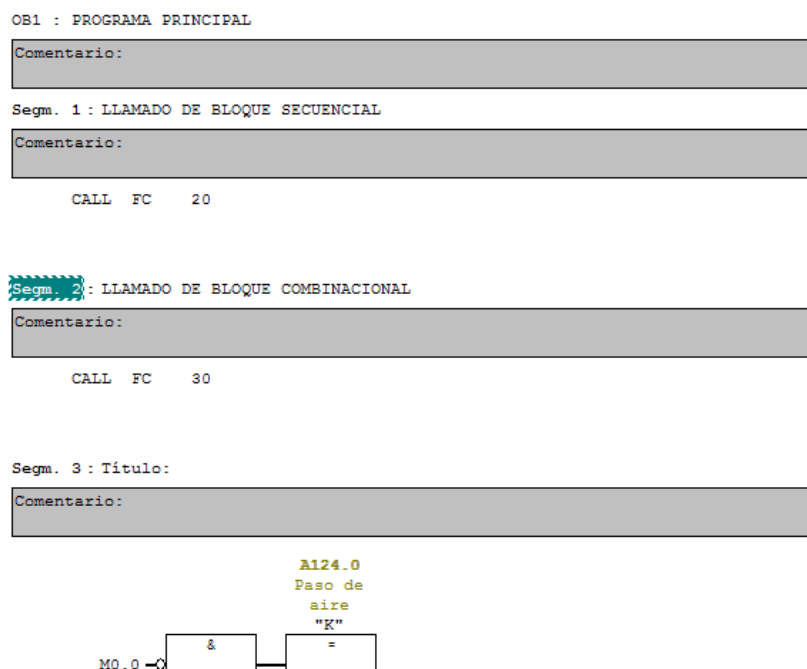 OB1 : PROGRAMA PRINCIPAL
Comentario:
Segm. 1 : LLAMADO DE BLOQUE SECUENCIAL
Comentario:
CALL FC 20
Segm. 2 : LLAMADO DE BLOQUE COMBINACIONAL
Comentario:
CALL FC 30
Segm. 3 : Título:
Comentario:
A124.0
Paso de
aire
"K"
& =
M0.0